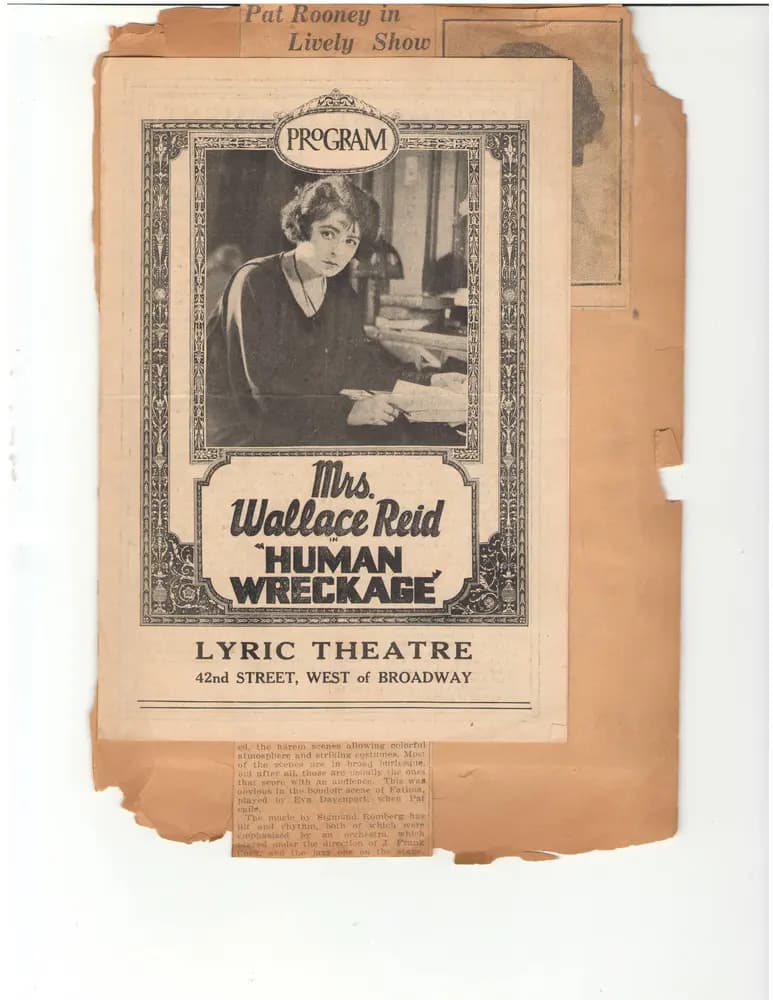 Pat Rooney in
Lively Show
PROGRAM
Mrs.
Wallace Reid
IN
"HUMAN
WRECKAGE"
LYRIC THEATRE
42nd STREET, WEST of BROADWAY
ed, the harem scenes allowing colorful
atmosphere and striking costumes. Most
of the scenes are in broad burlesque,
but after all, those are usually the ones
that score with an audience. This was
obvious in the boudoir scene of Fatima,
played by Eva Davenport, when Pat
calls.
The music by Sigmund Romberg has
lilt and rhythm, both of which were
emphasized by an orchestra, which
played under the direction of J. Frank
and the jazz one on the stage.